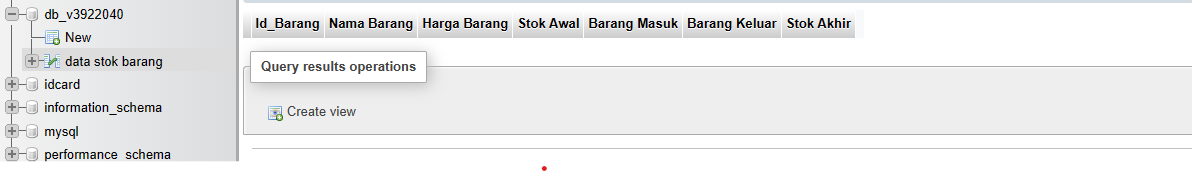 db_v3922040
New
data stok barang
idcard
information_schema
mysql
performance_schema
Id_Barang Nama Barang Harga Barang Stok Awal Barang Masuk Barang Keluar Stok Akhir
Query results operations
Create view